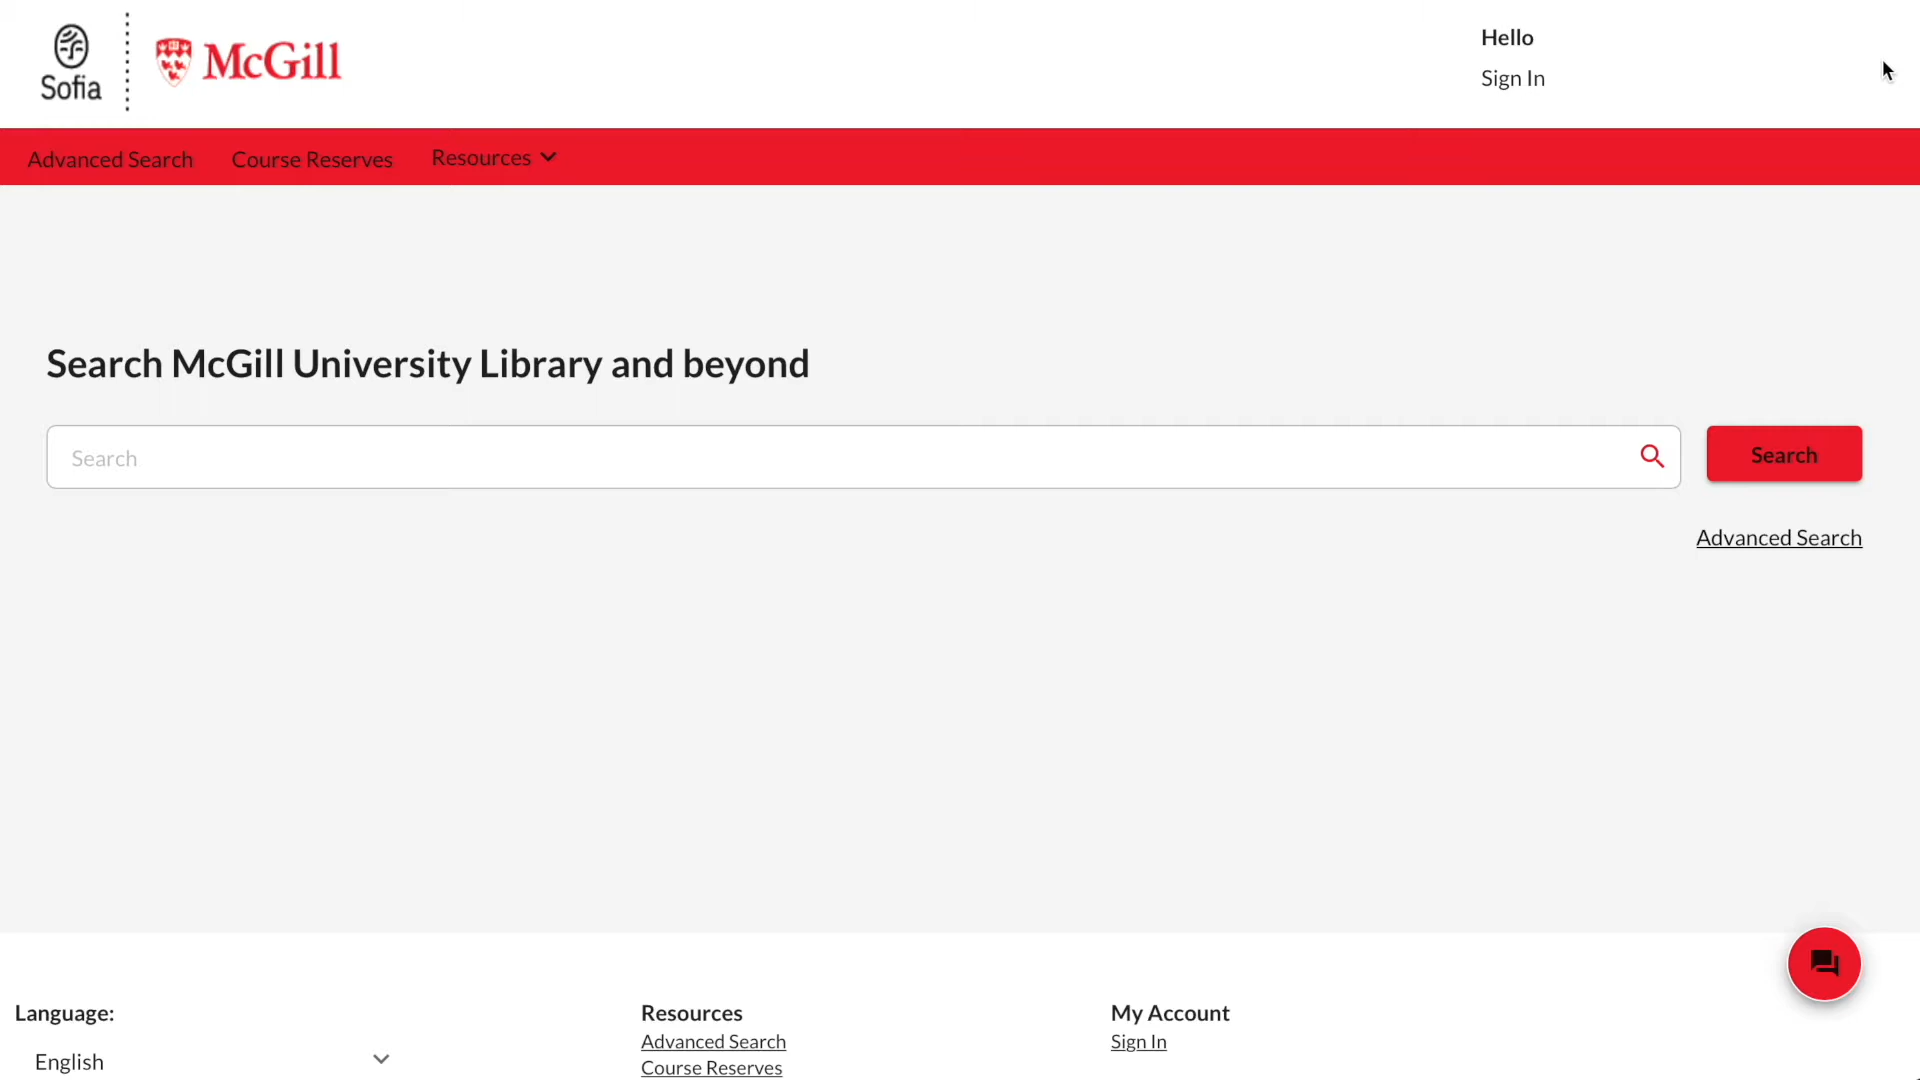 Sofia
McGill
Hello
Sign In
Advanced Search
Course Reserves
Resources
Search McGill University Library and beyond
Search
Search
Advanced Search
Language:
English
Resources
Advanced Search
Course Reserves
My Account
Sign In